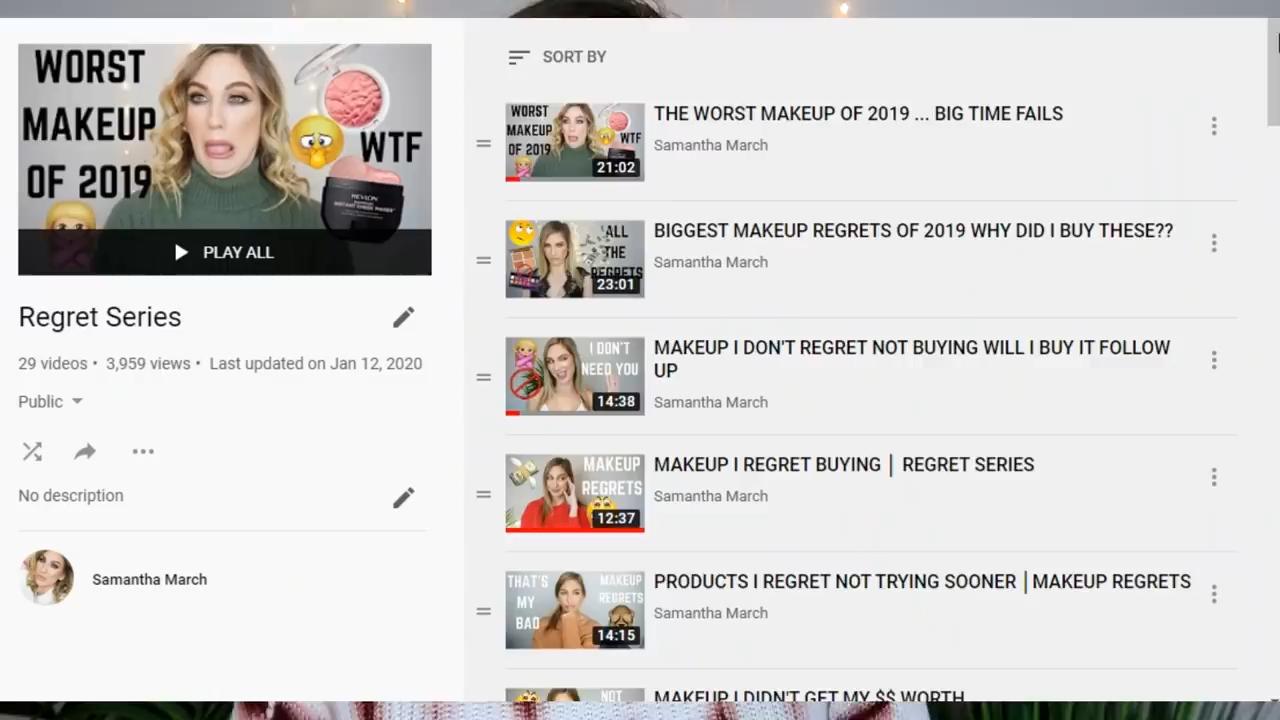 WORST
MAKEUP
OF 2019
WTF
REVLON
PLAY ALL
Regret Series
29 videos • 3,959 views • Last updated on Jan 12, 2020
Public
No description
Samantha March
SORT BY
WORST
MAKEUP
OF 2019
WTF
21:02
THE WORST MAKEUP OF 2019 ... BIG TIME FAILS
Samantha March
ALL
THE
REGRETS
23:01
BIGGEST MAKEUP REGRETS OF 2019 WHY DID I BUY THESE??
Samantha March
I DON'T
NEED YOU
14:38
MAKEUP I DON'T REGRET NOT BUYING WILL I BUY IT FOLLOW
UP
Samantha March
MAKEUP
REGRETS
12:37
MAKEUP I REGRET BUYING | REGRET SERIES
Samantha March
THAT'S
MY
BAD
MAKEUP
REGRETS
14:15
PRODUCTS I REGRET NOT TRYING SOONER | MAKEUP REGRETS
Samantha March
NOT
MAKEUP I DIDN'T GET MY $$ WORTH